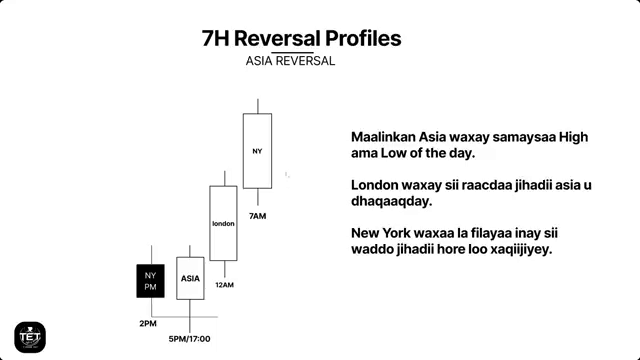 7H Reversal Profiles
ASIA REVERSAL
NY
Maalinkan Asia waxay samaysaa High
ama Low of the day.
London waxay sii raacdaa jihadii asia u
dhaqaaqday.
london
7AM
New York waxaa la filayaa inay sii
waddo jihadii hore loo xaqiijiyey.
NY
PM
ASIA
12AM
2PM
5PM/17:00
TET